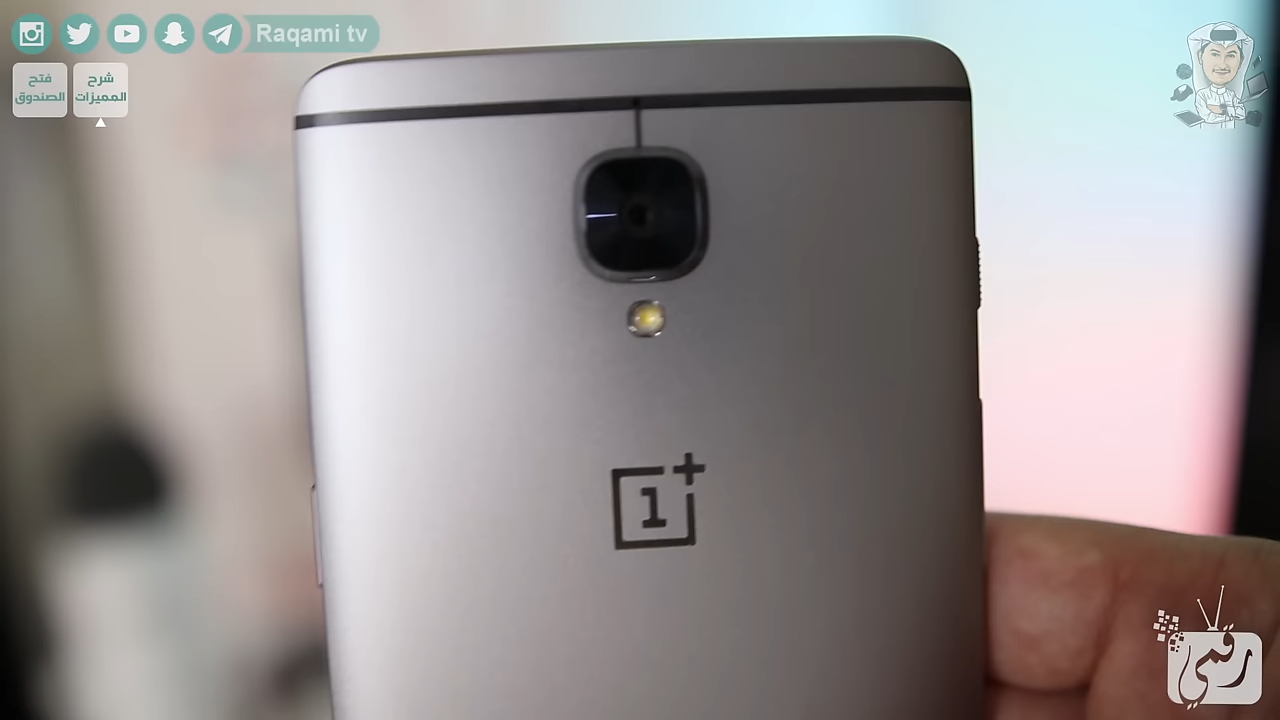 Raqami tv
فتح
الصندوق
شرح
المميزات
1+
رقمي